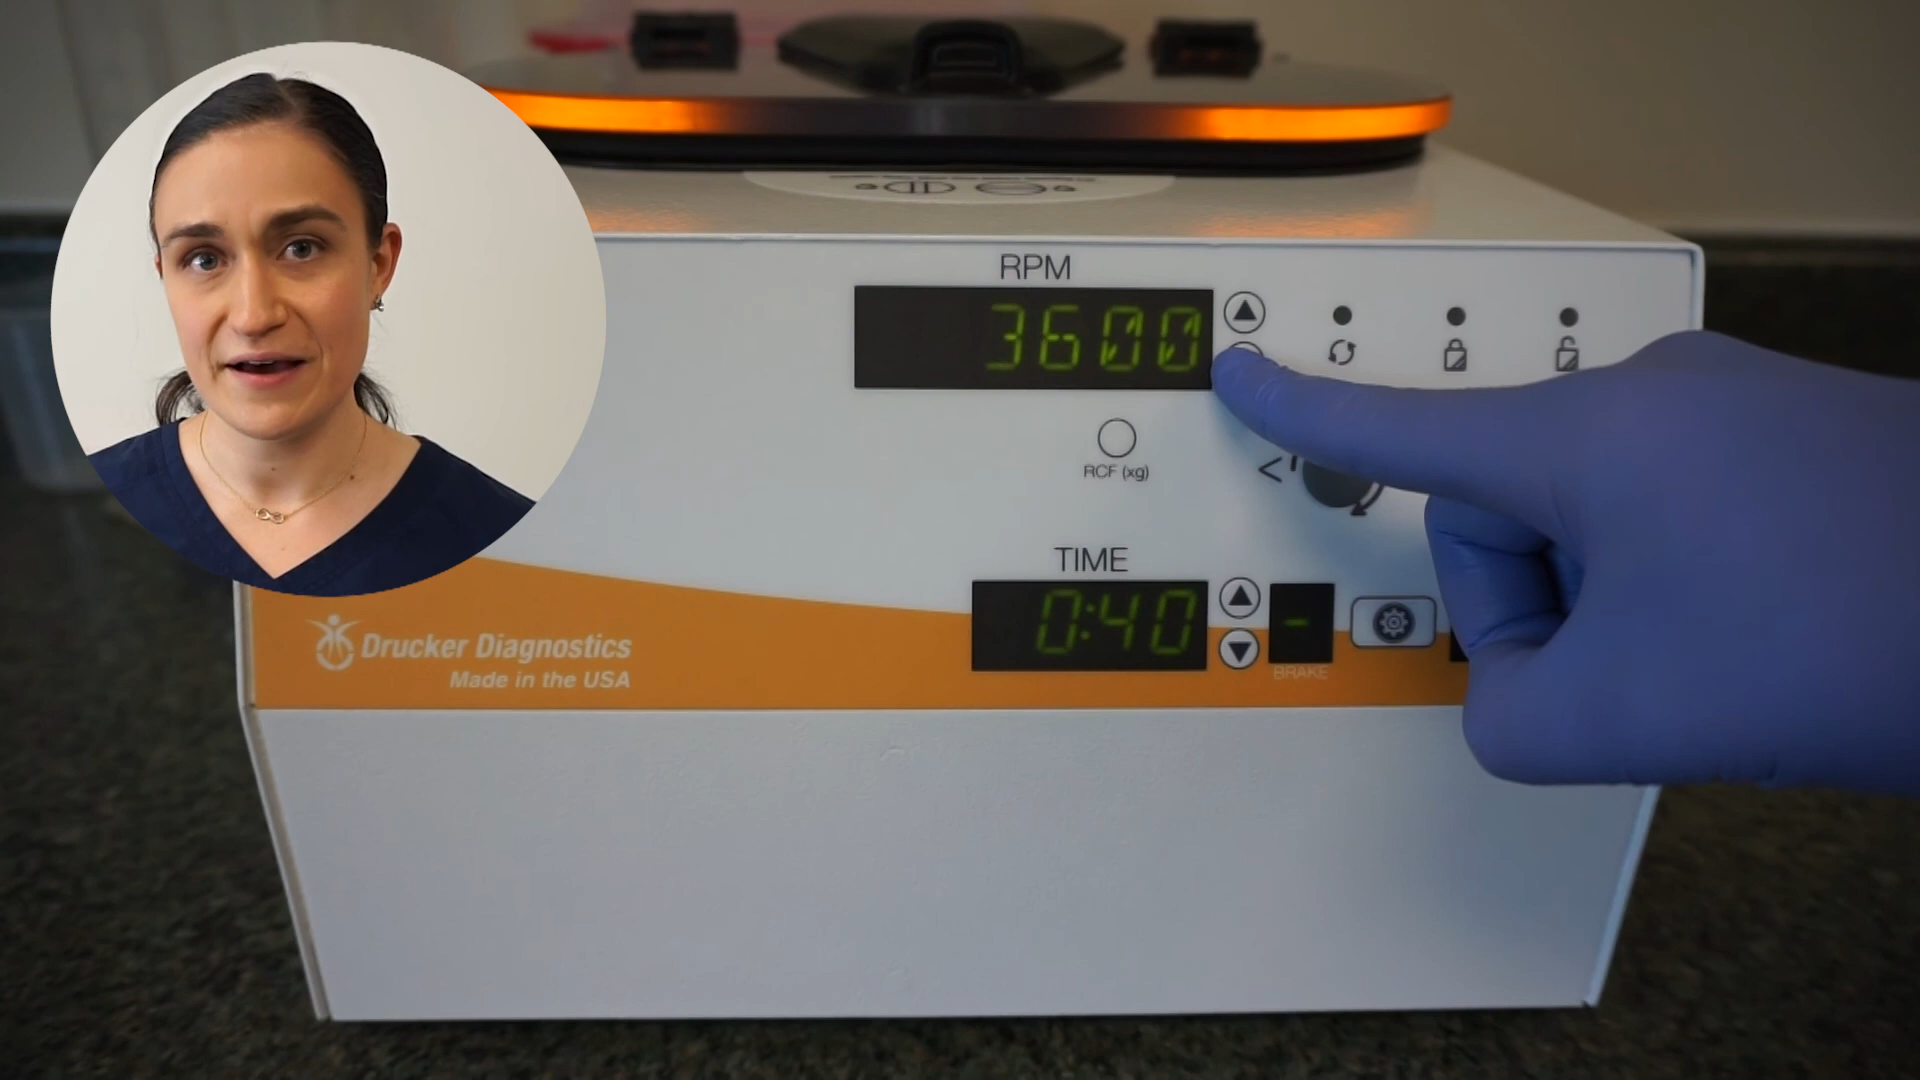 RPM
3600
RCF (xg)
TIME
0:40
-
BRAKE
Drucker Diagnostics
Made in the USA